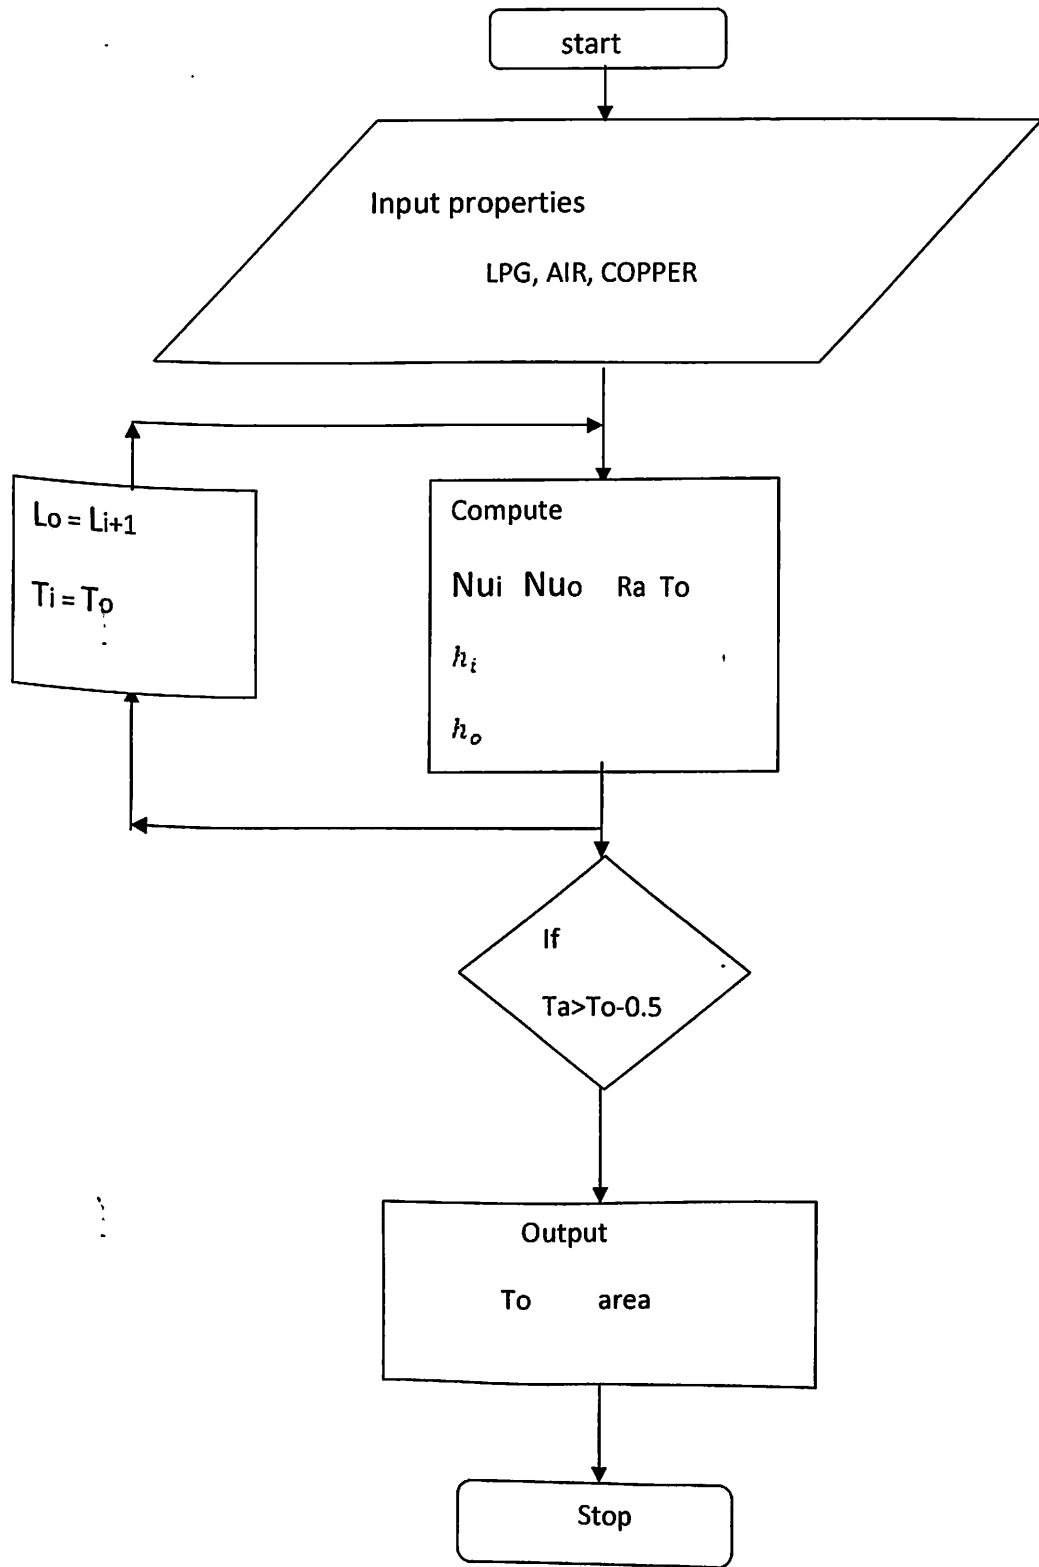 start
Input properties
LPG, AIR, COPPER
Lo = Li+1
Ti = To
Compute
Nui Nuo Ra To
hi
ho
If
Ta>To-0.5
Output
To area
Stop